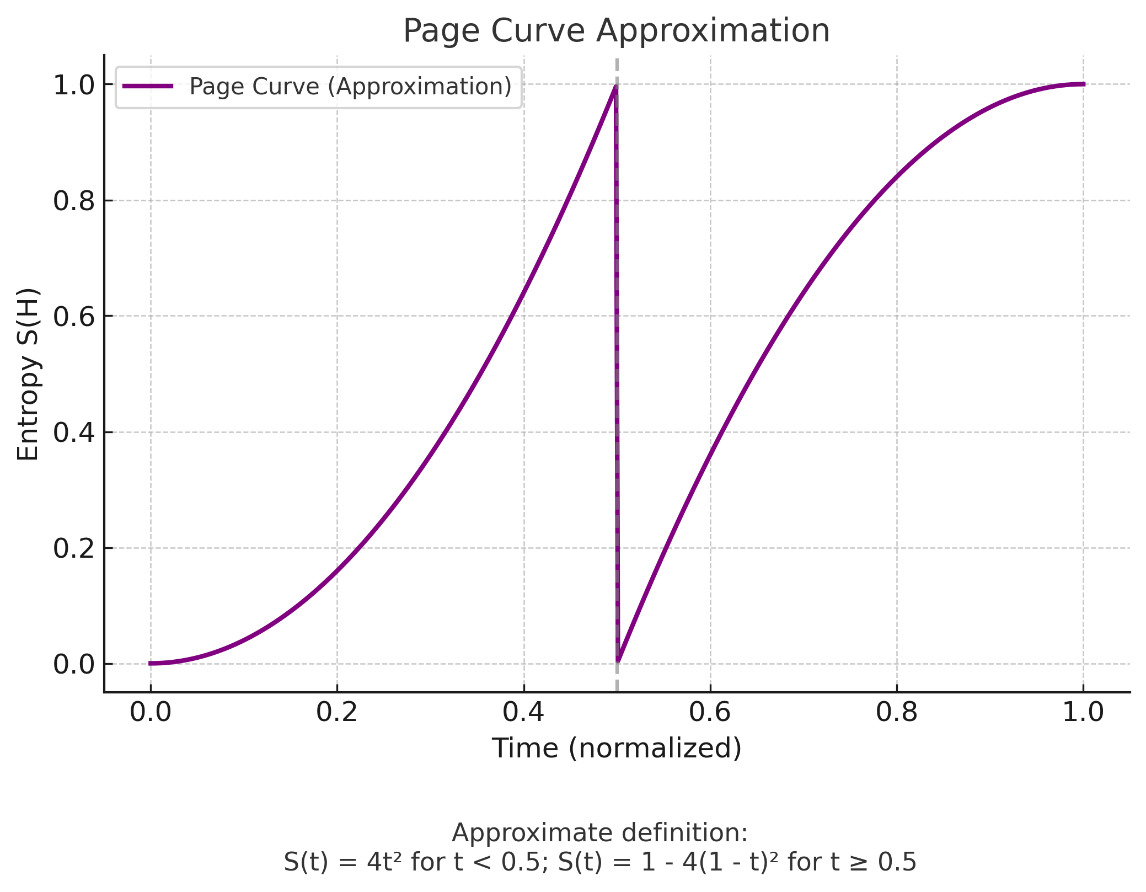 Page Curve Approximation
Page Curve (Approximation)
Entropy S(H)
1.0
0.8
0.6
0.4
0.2
0.0
0.0 0.2 0.4 0.6 0.8 1.0
Time (normalized)
Approximate definition:
S(t) = 4t² for t < 0.5; S(t) = 1 - 4(1 - t)² for t ≥ 0.5